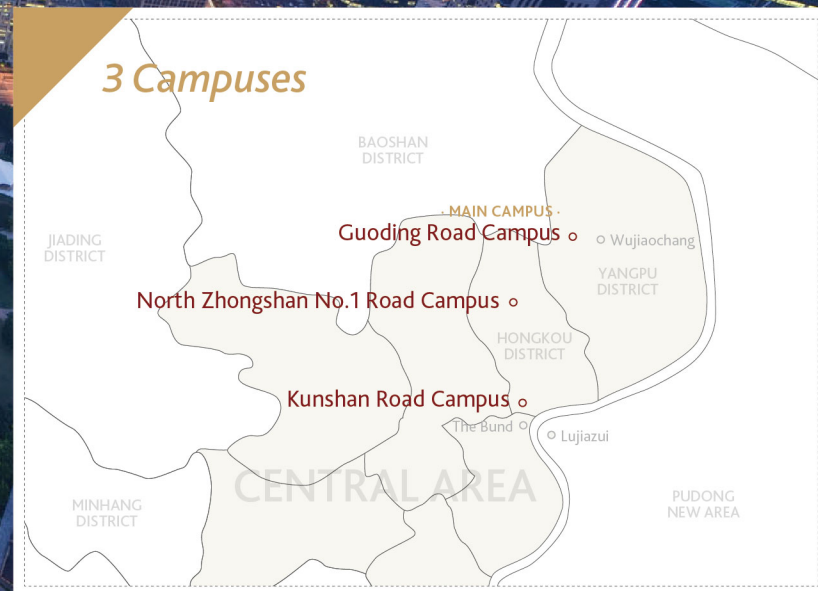 3 Campuses
BAOSHAN
DISTRICT
· MAIN CAMPUS ·
Guoding Road Campus
Wujiaochang
JIADING
DISTRICT
YANGPU
DISTRICT
North Zhongshan No.1 Road Campus
HONGKOU
DISTRICT
Kunshan Road Campus
The Bund
Lujiazui
CENTRAL AREA
MINHANG
DISTRICT
PUDONG
NEW AREA